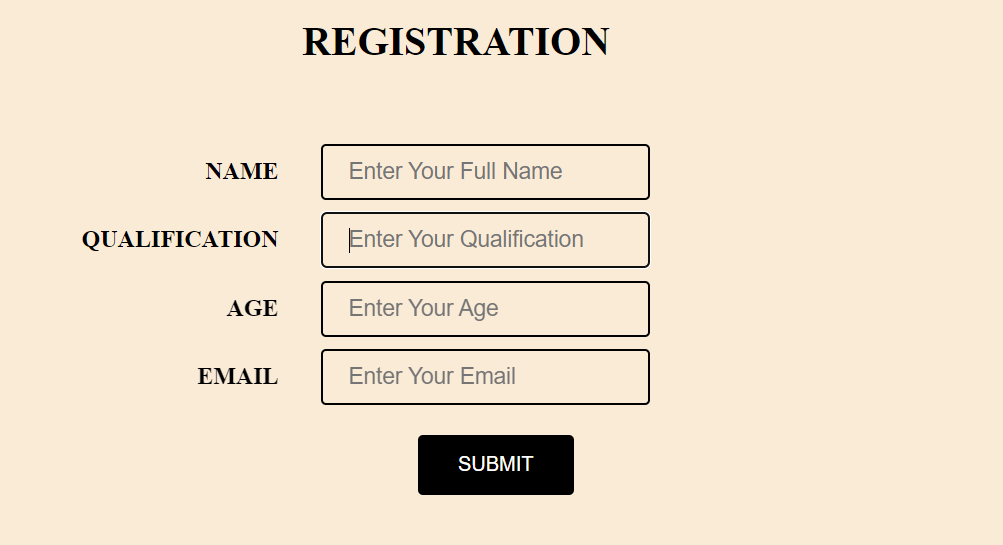 REGISTRATION
NAME Enter Your Full Name
QUALIFICATION Enter Your Qualification
AGE Enter Your Age
EMAIL Enter Your Email
SUBMIT